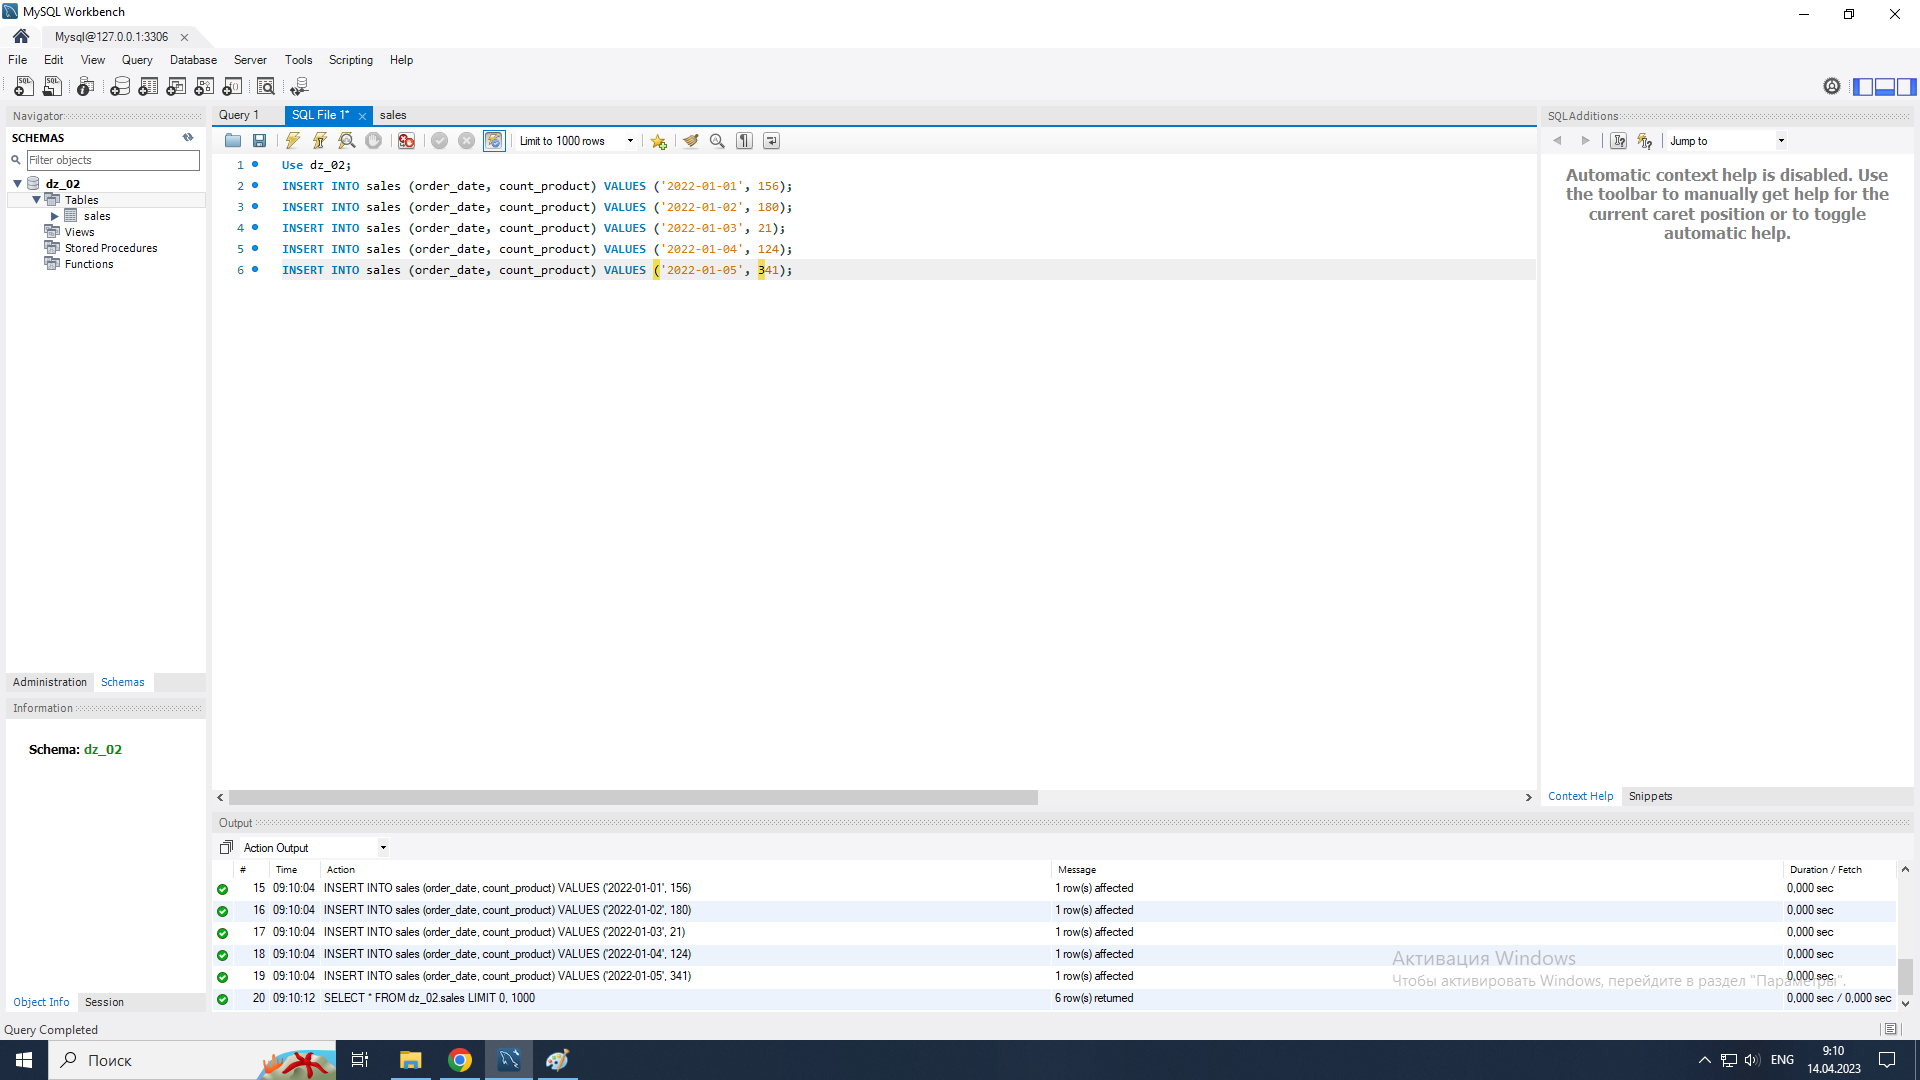 MySQL Workbench
Mysql@127.0.0.1:3306
File Edit View Query Database Server Tools Scripting Help
Navigator
SCHEMAS
Filter objects
dz_02
Tables
sales
Views
Stored Procedures
Functions
Administration Schemas
Information
Schema: dz_02
Object Info Session
Query 1 SQL File 1* sales
Limit to 1000 rows
1 Use dz_02;
2 INSERT INTO sales (order_date, count_product) VALUES ('2022-01-01', 156);
3 INSERT INTO sales (order_date, count_product) VALUES ('2022-01-02', 180);
4 INSERT INTO sales (order_date, count_product) VALUES ('2022-01-03', 21);
5 INSERT INTO sales (order_date, count_product) VALUES ('2022-01-04', 124);
6 INSERT INTO sales (order_date, count_product) VALUES ('2022-01-05', 341);
SQLAdditions
Jump to
Automatic context help is disabled. Use
the toolbar to manually get help for the
current caret position or to toggle
automatic help.
Context Help Snippets
Output
Action Output
# Time Action Message Duration / Fetch
15 09:10:04 INSERT INTO sales (order_date, count_product) VALUES ('2022-01-01', 156) 1 row(s) affected 0,000 sec
16 09:10:04 INSERT INTO sales (order_date, count_product) VALUES ('2022-01-02', 180) 1 row(s) affected 0,000 sec
17 09:10:04 INSERT INTO sales (order_date, count_product) VALUES ('2022-01-03', 21) 1 row(s) affected 0,000 sec
18 09:10:04 INSERT INTO sales (order_date, count_product) VALUES ('2022-01-04', 124) 1 row(s) affected 0,000 sec
19 09:10:04 INSERT INTO sales (order_date, count_product) VALUES ('2022-01-05', 341) 1 row(s) affected 0,000 sec
20 09:10:12 SELECT * FROM dz_02.sales LIMIT 0, 1000 6 row(s) returned 0,000 sec / 0,000 sec
Активация Windows
Чтобы активировать Windows, перейдите в раздел "Параметры".
Query Completed
Поиск
ENG
9:10
14.04.2023